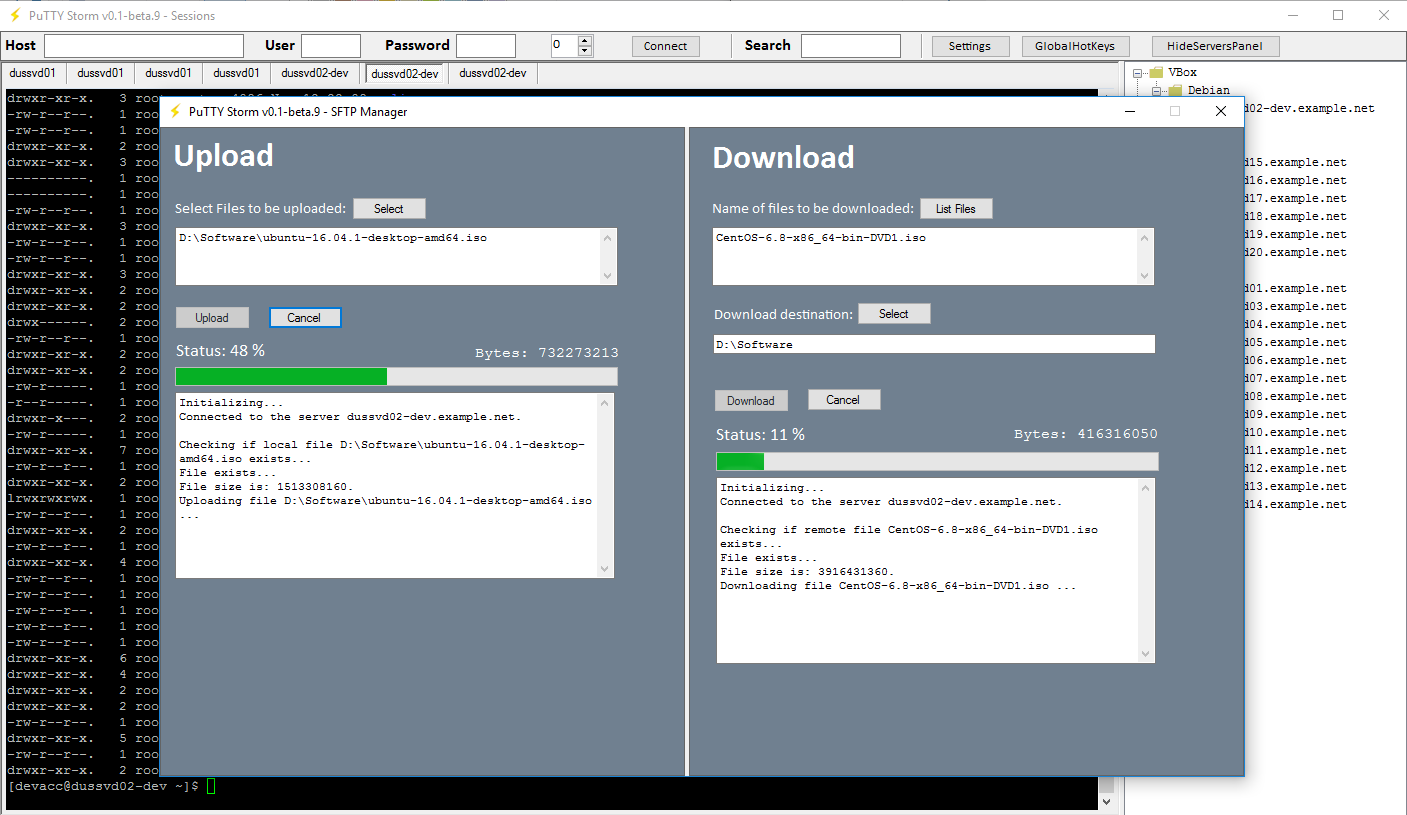 PuTTY Storm v0.1-beta.9 - Sessions
Host User Password 0 Connect Search Settings GlobalHotKeys HideServersPanel
dussvd01 dussvd01 dussvd01 dussvd01 dussvd02-dev dussvd02-dev dussvd02-dev
VBox
Debian
d02-dev.example.net
d15.example.net
d16.example.net
d17.example.net
d18.example.net
d19.example.net
d20.example.net
d01.example.net
d03.example.net
d04.example.net
d05.example.net
d06.example.net
d07.example.net
d08.example.net
d09.example.net
d10.example.net
d11.example.net
d12.example.net
d13.example.net
d14.example.net
drwxr-xr-x. 3 roo
-rw-r--r--. 1 roo
-rw-r--r--. 1 roo
drwxr-xr-x. 2 roo
drwxr-xr-x. 3 roo
----------. 1 roo
----------. 1 roo
-rw-r--r--. 1 roo
drwxr-xr-x. 3 roo
-rw-r--r--. 1 roo
-rw-r--r--. 1 roo
drwxr-xr-x. 3 roo
drwxr-xr-x. 2 roo
drwxr-xr-x. 2 roo
drwx------. 2 roo
-rw-r--r--. 1 roo
drwxr-xr-x. 2 roo
drwxr-xr-x. 2 roo
-rw-r-----. 1 roo
-r--r-----. 1 roo
drwxr-x---. 2 roo
-rw-r-----. 1 roo
drwxr-xr-x. 7 roo
-rw-r--r--. 1 roo
drwxr-xr-x. 2 roo
lrwxrwxrwx. 1 roo
-rw-r--r--. 1 roo
drwxr-xr-x. 2 roo
-rw-r--r--. 1 roo
drwxr-xr-x. 4 roo
-rw-r--r--. 1 roo
-rw-r--r--. 1 roo
-rw-r--r--. 1 roo
-rw-r--r--. 1 roo
-rw-r--r--. 1 roo
drwxr-xr-x. 6 roo
drwxr-xr-x. 4 roo
drwxr-xr-x. 2 roo
drwxr-xr-x. 2 roo
-rw-r--r--. 1 roo
drwxr-xr-x. 5 roo
-rw-r--r--. 1 roo
drwxr-xr-x. 2 roo
[devacc@dussvd02-dev ~]$
PuTTY Storm v0.1-beta.9 - SFTP Manager
Upload
Select Files to be uploaded: Select
D:\Software\ubuntu-16.04.1-desktop-amd64.iso
Upload Cancel
Status: 48 % Bytes: 732273213
Initializing...
Connected to the server dussvd02-dev.example.net.
Checking if local file D:\Software\ubuntu-16.04.1-desktop-
amd64.iso exists...
File exists...
File size is: 1513308160.
Uploading file D:\Software\ubuntu-16.04.1-desktop-amd64.iso
...
Download
Name of files to be downloaded: List Files
CentOS-6.8-x86_64-bin-DVD1.iso
Download destination: Select
D:\Software
Download Cancel
Status: 11 % Bytes: 416316050
Initializing...
Connected to the server dussvd02-dev.example.net.
Checking if remote file CentOS-6.8-x86_64-bin-DVD1.iso
exists...
File exists...
File size is: 3916431360.
Downloading file CentOS-6.8-x86_64-bin-DVD1.iso ...